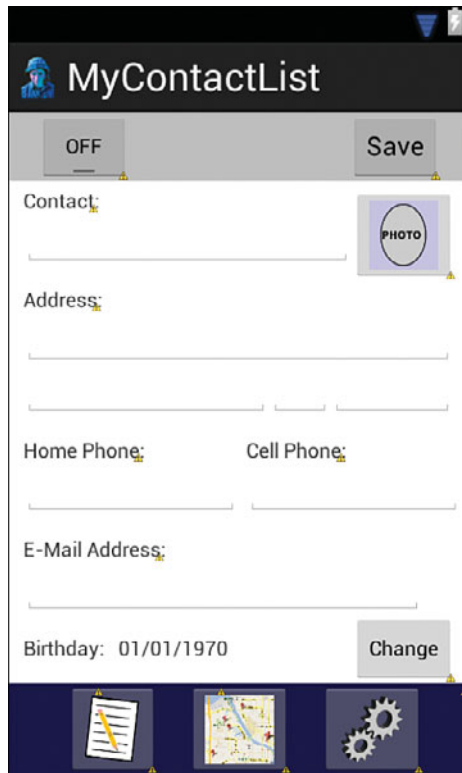 MyContactList
OFF Save
Contact:
PHOTO
Address:
Home Phone: Cell Phone:
E-Mail Address:
Birthday: 01/01/1970 Change